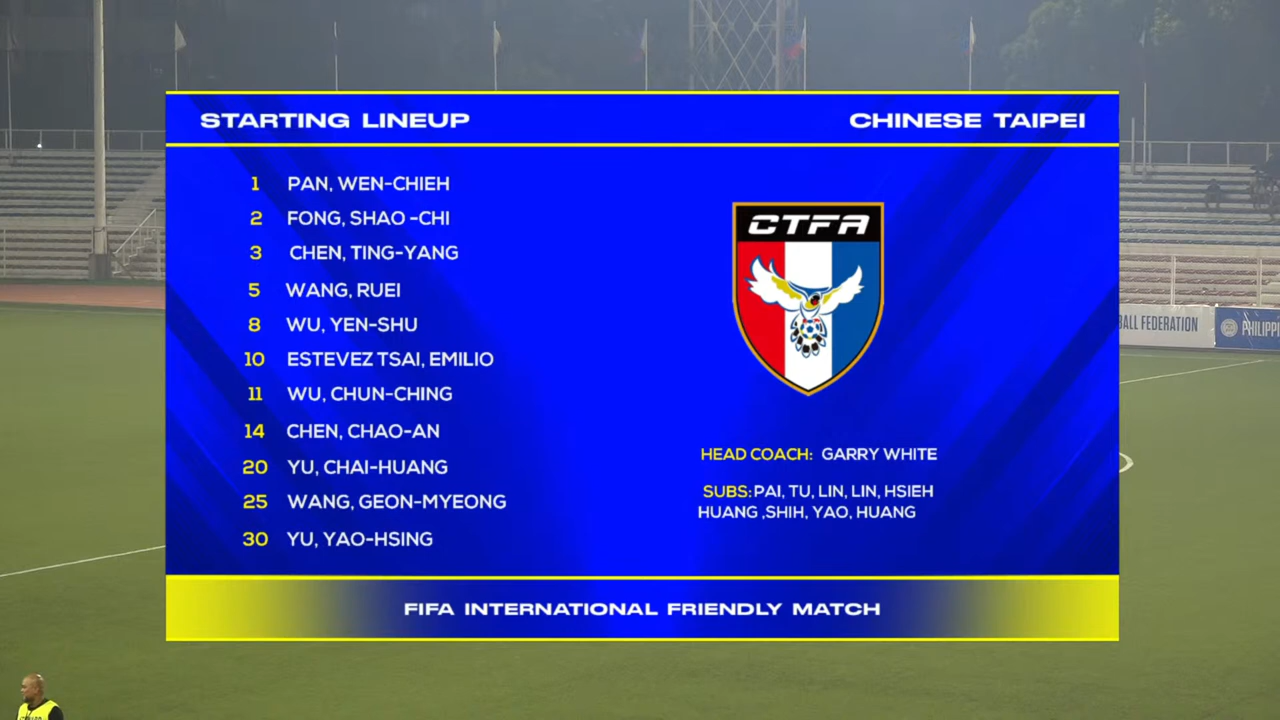 STARTING LINEUP
CHINESE TAIPEI
1 PAN, WEN-CHIEH
2 FONG, SHAO -CHI
3 CHEN, TING-YANG
5 WANG, RUEI
8 WU, YEN-SHU
10 ESTEVEZ TSAI, EMILIO
11 WU, CHUN-CHING
14 CHEN, CHAO-AN
20 YU, CHAI-HUANG
25 WANG, GEON-MYEONG
30 YU, YAO-HSING
CTFA
HEAD COACH: GARRY WHITE
SUBS: PAI, TU, LIN, LIN, HSIEH
HUANG ,SHIH, YAO, HUANG
FIFA INTERNATIONAL FRIENDLY MATCH
BALL FEDERATION
PHILIPPI